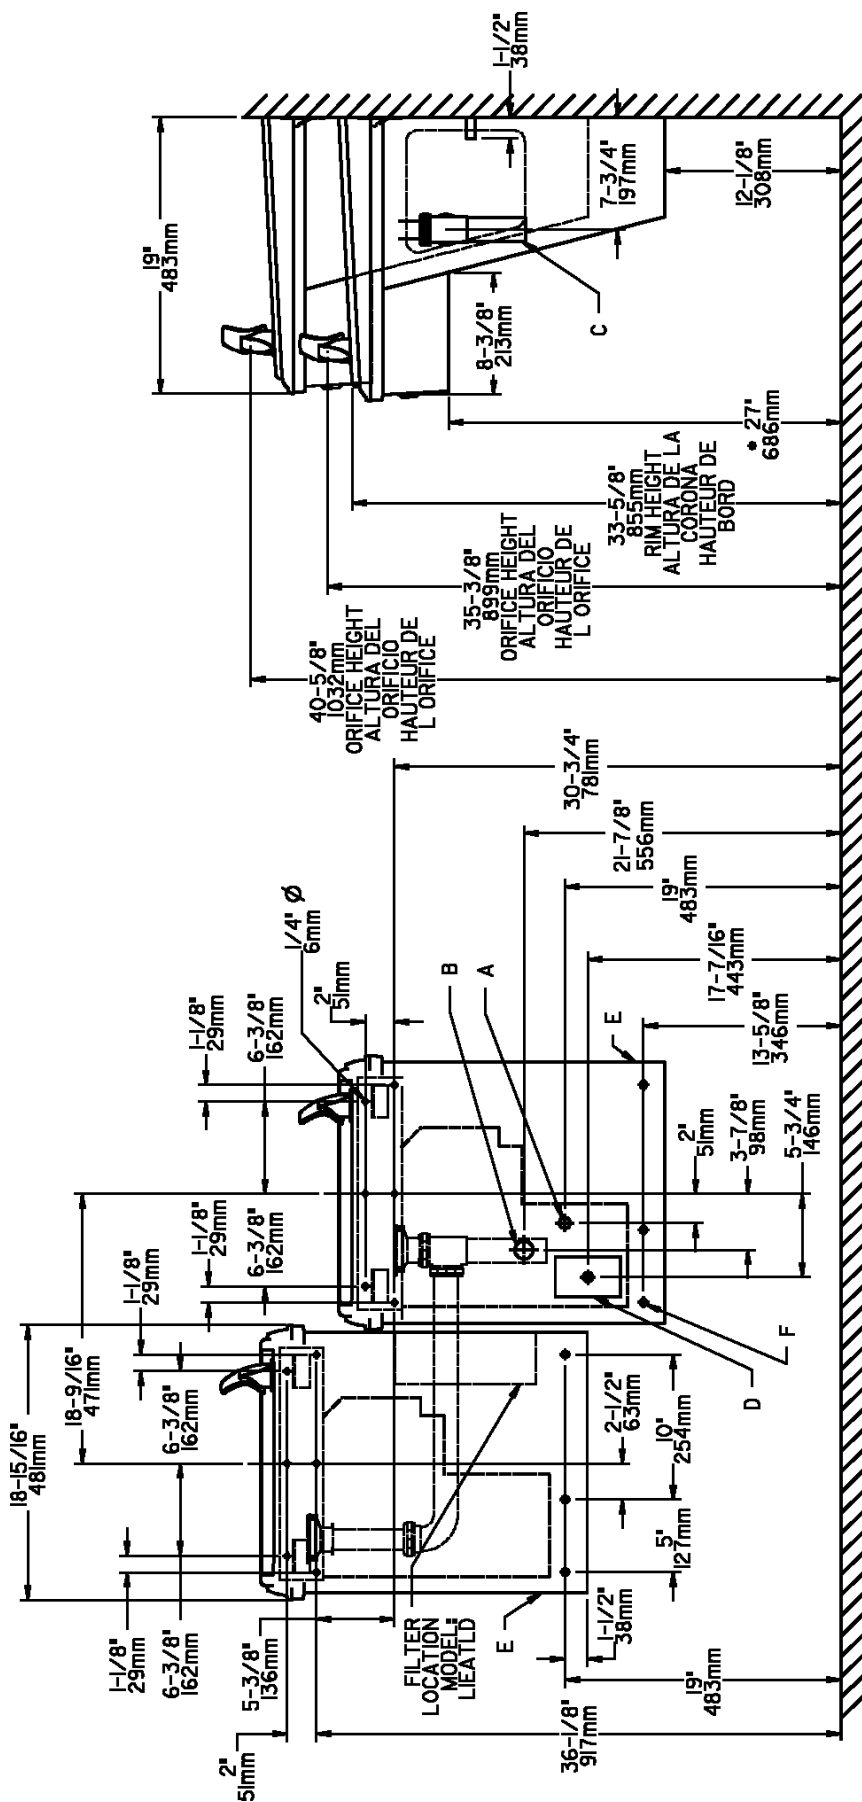 18-15/16"
481mm
18-9/16"
471mm
1-1/8"
29mm
6-3/8"
162mm
1-1/8"
29mm
6-3/8"
162mm
1-1/8"
29mm
6-3/8"
162mm
1-1/8"
29mm
6-3/8"
162mm
2"
51mm
5-3/8"
136mm
1/4" Ø
6mm
2"
51mm
FILTER
LOCATION
MODEL:
LIEATLD
E
1-1/2"
38mm
5"
127mm
10"
254mm
2-1/2"
63mm
19"
483mm
36-1/8"
917mm
D
F
B
A
E
2"
51mm
3-7/8"
98mm
5-3/4"
146mm
13-5/8"
346mm
17-7/16"
443mm
19"
483mm
21-7/8"
556mm
30-3/4"
781mm
40-5/8"
1032mm
ORIFICE HEIGHT
ALTURA DEL
ORIFICIO
HAUTEUR DE
L ORIFICE
35-3/8"
899mm
ORIFICE HEIGHT
ALTURA DEL
ORIFICIO
HAUTEUR DE
L ORIFICE
33-5/8"
855mm
RIM HEIGHT
ALTURA DE LA
CORONA
HAUTEUR DE
BORD
* 27"
686mm
19"
483mm
8-3/8"
213mm
C
7-3/4"
197mm
1-1/2"
38mm
12-1/8"
308mm